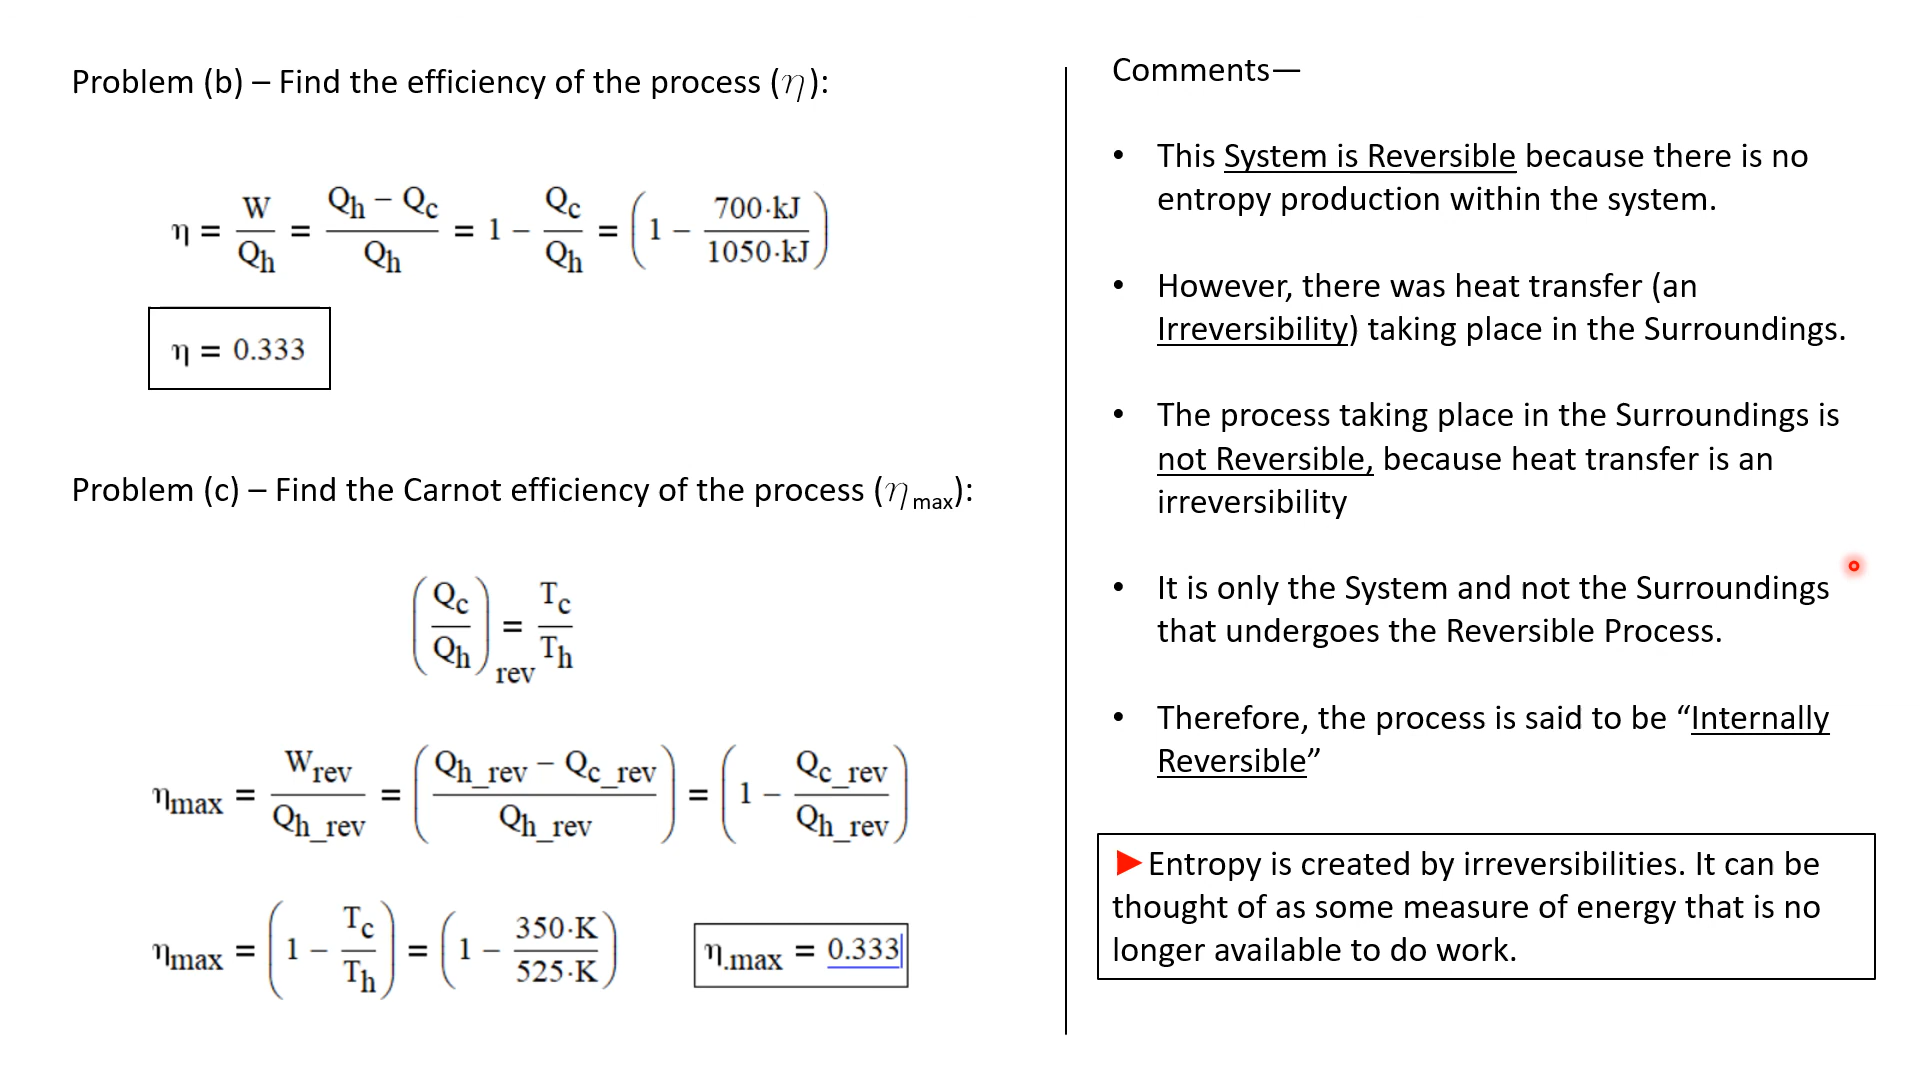 Problem (b) – Find the efficiency of the process (η):
η = W/Qh = (Qh − Qc)/Qh = 1 − Qc/Qh = (1 − 700·kJ/1050·kJ)
η = 0.333
Problem (c) – Find the Carnot efficiency of the process (ηmax):
(Qc/Qh)rev = Tc/Th
ηmax = Wrev/Qh_rev = ((Qh_rev − Qc_rev)/Qh_rev) = (1 − Qc_rev/Qh_rev)
ηmax = (1 − Tc/Th) = (1 − 350·K/525·K)
η.max = 0.333
Comments—
• This System is Reversible because there is no
entropy production within the system.
• However, there was heat transfer (an
Irreversibility) taking place in the Surroundings.
• The process taking place in the Surroundings is
not Reversible, because heat transfer is an
irreversibility
• It is only the System and not the Surroundings
that undergoes the Reversible Process.
• Therefore, the process is said to be “Internally
Reversible”
►Entropy is created by irreversibilities. It can be
thought of as some measure of energy that is no
longer available to do work.